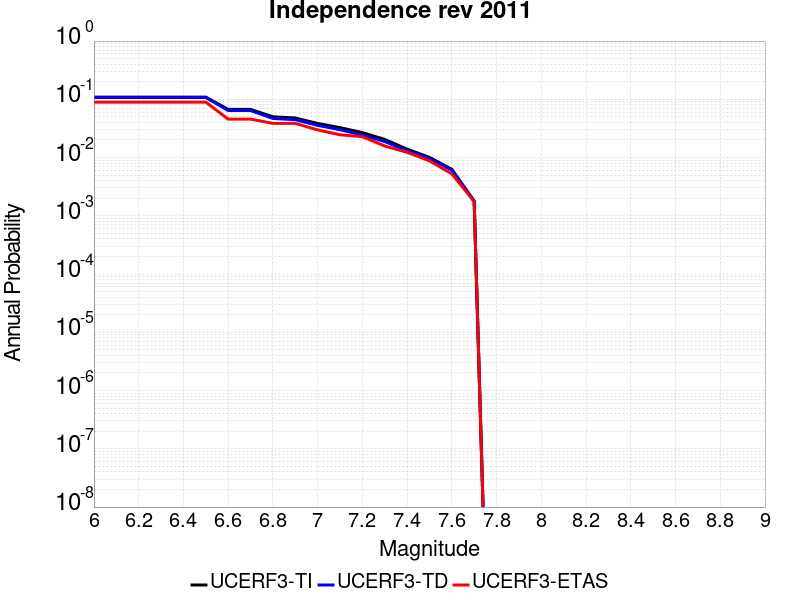 Independence rev 2011
10^0
10^-1
10^-2
10^-3
10^-4
10^-5
10^-6
10^-7
10^-8
Annual Probability
6 6.2 6.4 6.6 6.8 7 7.2 7.4 7.6 7.8 8 8.2 8.4 8.6 8.8 9
Magnitude
UCERF3-TI UCERF3-TD UCERF3-ETAS